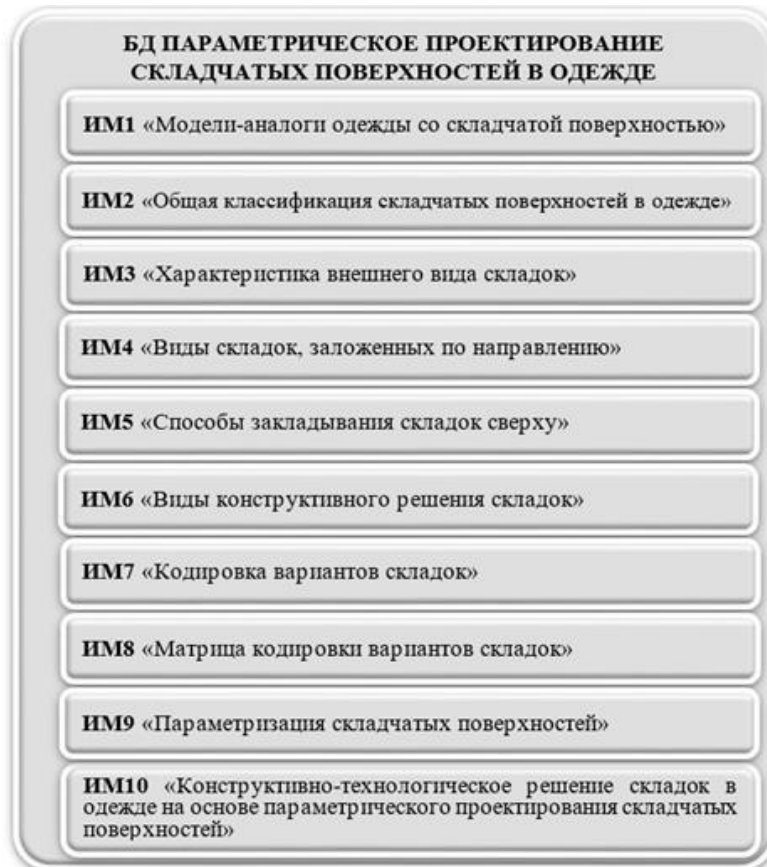 БД ПАРАМЕТРИЧЕСКОЕ ПРОЕКТИРОВАНИЕ
СКЛАДЧАТЫХ ПОВЕРХНОСТЕЙ В ОДЕЖДЕ
ИМ1 «Модели-аналоги одежды со складчатой поверхностью»
ИМ2 «Общая классификация складчатых поверхностей в одежде»
ИМ3 «Характеристика внешнего вида складок»
ИМ4 «Виды складок, заложенных по направлению»
ИМ5 «Способы закладывания складок сверху»
ИМ6 «Виды конструктивного решения складок»
ИМ7 «Кодировка вариантов складок»
ИМ8 «Матрица кодировки вариантов складок»
ИМ9 «Параметризация складчатых поверхностей»
ИМ10 «Конструктивно-технологическое решение складок в
одежде на основе параметрического проектирования складчатых
поверхностей»